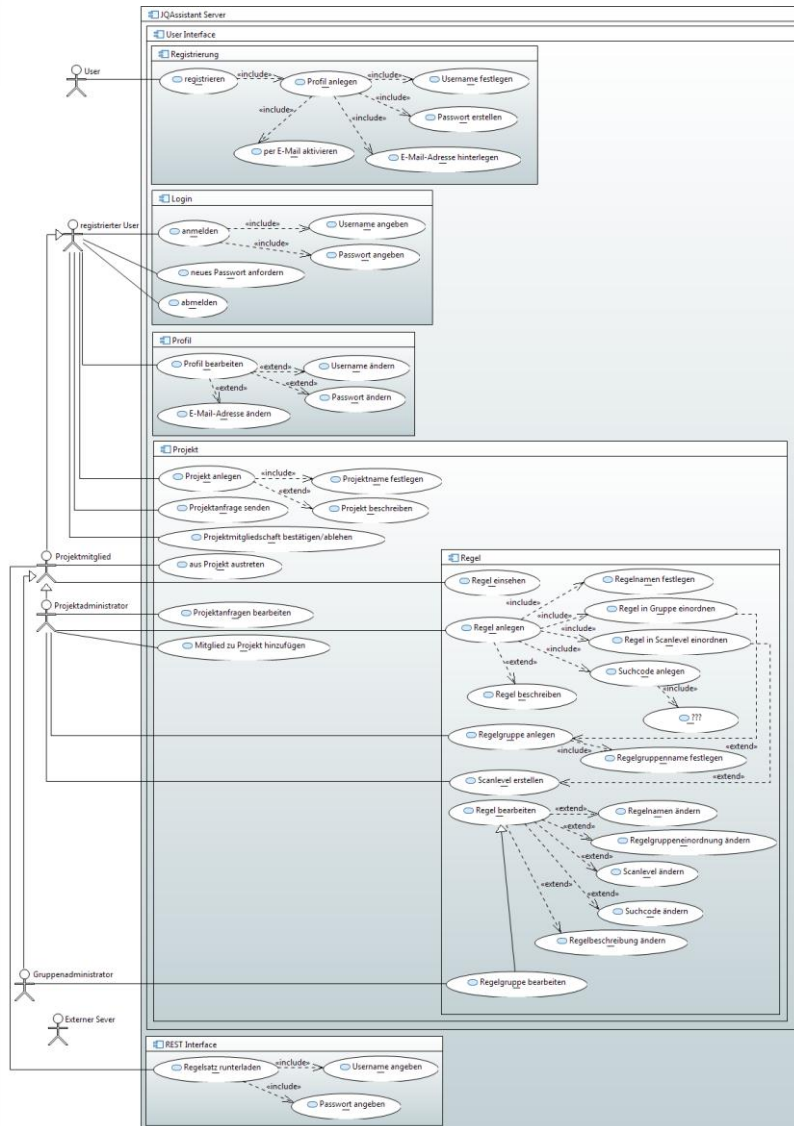 JQAssistant Server
User Interface
Registrierung
User
registrieren
«include»
Profil anlegen
«include»
Username festlegen
«include»
«include»
Passwort erstellen
«include»
per E-Mail aktivieren
E-Mail-Adresse hinterlegen
Login
registrierter User
anmelden
«include»
Username angeben
«include»
Passwort angeben
neues Passwort anfordern
abmelden
Profil
Profil bearbeiten
«extend»
Username ändern
«extend»
«extend»
Passwort ändern
E-Mail-Adresse ändern
Projekt
Projekt anlegen
«include»
Projektname festlegen
«extend»
Projektanfrage senden
Projekt beschreiben
Projektmitgliedschaft bestätigen/ablehen
Projektmitglied
aus Projekt austreten
Regel
Regel einsehen
Regelnamen festlegen
Projektadministrator
Projektanfragen bearbeiten
«include»
«include»
Regel in Gruppe einordnen
Regel anlegen
«include»
Regel in Scanlevel einordnen
Mitglied zu Projekt hinzufügen
«include»
«extend»
Suchcode anlegen
Regel beschreiben
«include»
???
Regelgruppe anlegen
«include»
«extend»
Regelgruppenname festlegen
Scanlevel erstellen
«extend»
Regel bearbeiten
«extend»
Regelnamen ändern
«extend»
Regelgruppeneinordnung ändern
«extend»
Scanlevel ändern
«extend»
«extend»
Suchcode ändern
Regelbeschreibung ändern
Gruppenadministrator
Regelgruppe bearbeiten
Externer Sever
REST Interface
Regelsatz runterladen
«include»
Username angeben
«include»
Passwort angeben